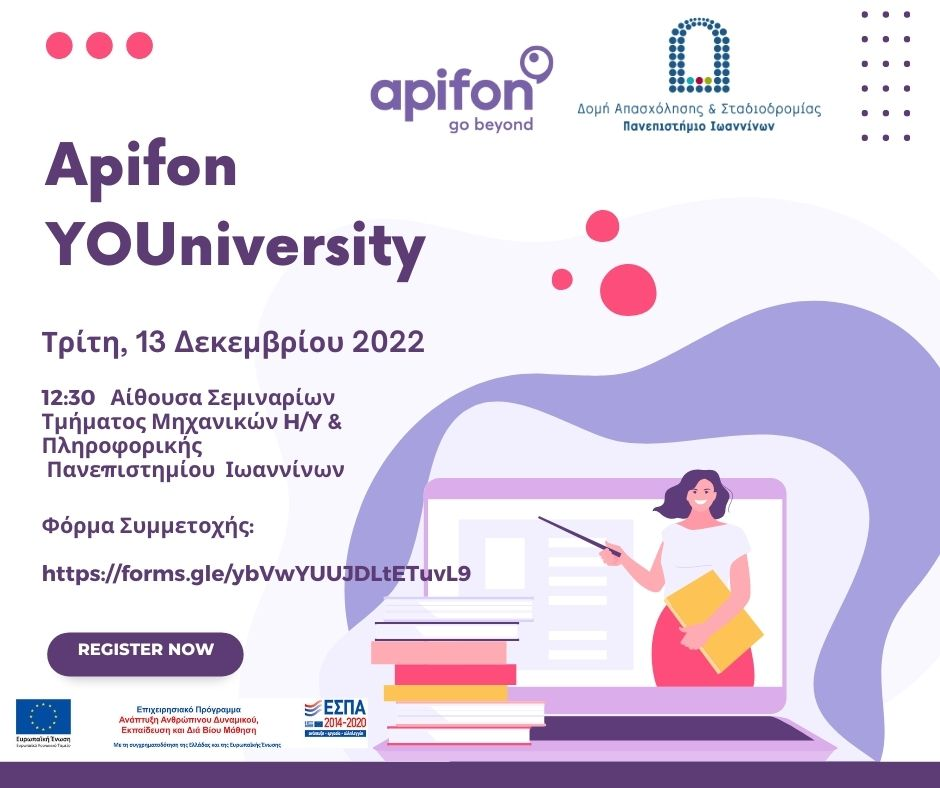 apifon
go beyond
Δομή Απασχόλησης & Σταδιοδρομίας
Πανεπιστήμιο Ιωαννίνων
Apifon
YOUniversity
Τρίτη, 13 Δεκεμβρίου 2022
12:30 Αίθουσα Σεμιναρίων
Τμήματος Μηχανικών Η/Υ &
Πληροφορικής
Πανεπιστημίου Ιωαννίνων
Φόρμα Συμμετοχής:
https://forms.gle/ybVwYUUJDLtETuvL9
REGISTER NOW
Ευρωπαϊκή Ένωση
Ευρωπαϊκό Κοινωνικό Ταμείο
Επιχειρησιακό Πρόγραμμα
Ανάπτυξη Ανθρώπινου Δυναμικού,
Εκπαίδευση και Διά Βίου Μάθηση
Με τη συγχρηματοδότηση της Ελλάδας και της Ευρωπαϊκής Ένωσης
ΕΣΠΑ
2014-2020
ανάπτυξη - εργασία - αλληλεγγύη